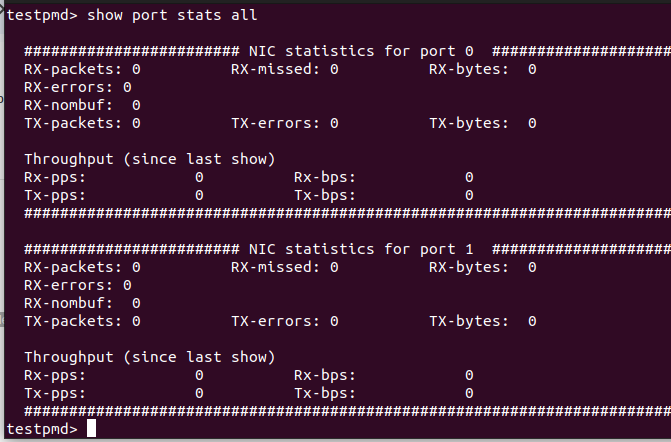 testpmd> show port stats all
######################## NIC statistics for port 0 ####################
RX-packets: 0 RX-missed: 0 RX-bytes: 0
RX-errors: 0
RX-nombuf: 0
TX-packets: 0 TX-errors: 0 TX-bytes: 0
Throughput (since last show)
Rx-pps: 0 Rx-bps: 0
Tx-pps: 0 Tx-bps: 0
########################################################################
######################## NIC statistics for port 1 ####################
RX-packets: 0 RX-missed: 0 RX-bytes: 0
RX-errors: 0
RX-nombuf: 0
TX-packets: 0 TX-errors: 0 TX-bytes: 0
Throughput (since last show)
Rx-pps: 0 Rx-bps: 0
Tx-pps: 0 Tx-bps: 0
########################################################################
testpmd>